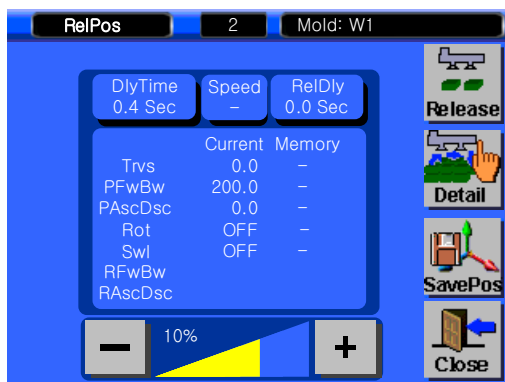 RelPos 2 Mold: W1
DlyTime Speed RelDly
0.4 Sec – 0.0 Sec
Current Memory
Trvs 0.0 –
PFwBw 200.0 –
PAscDsc 0.0 –
Rot OFF –
Swl OFF –
RFwBw
RAscDsc
– 10% +
Release
Detail
SavePos
Close